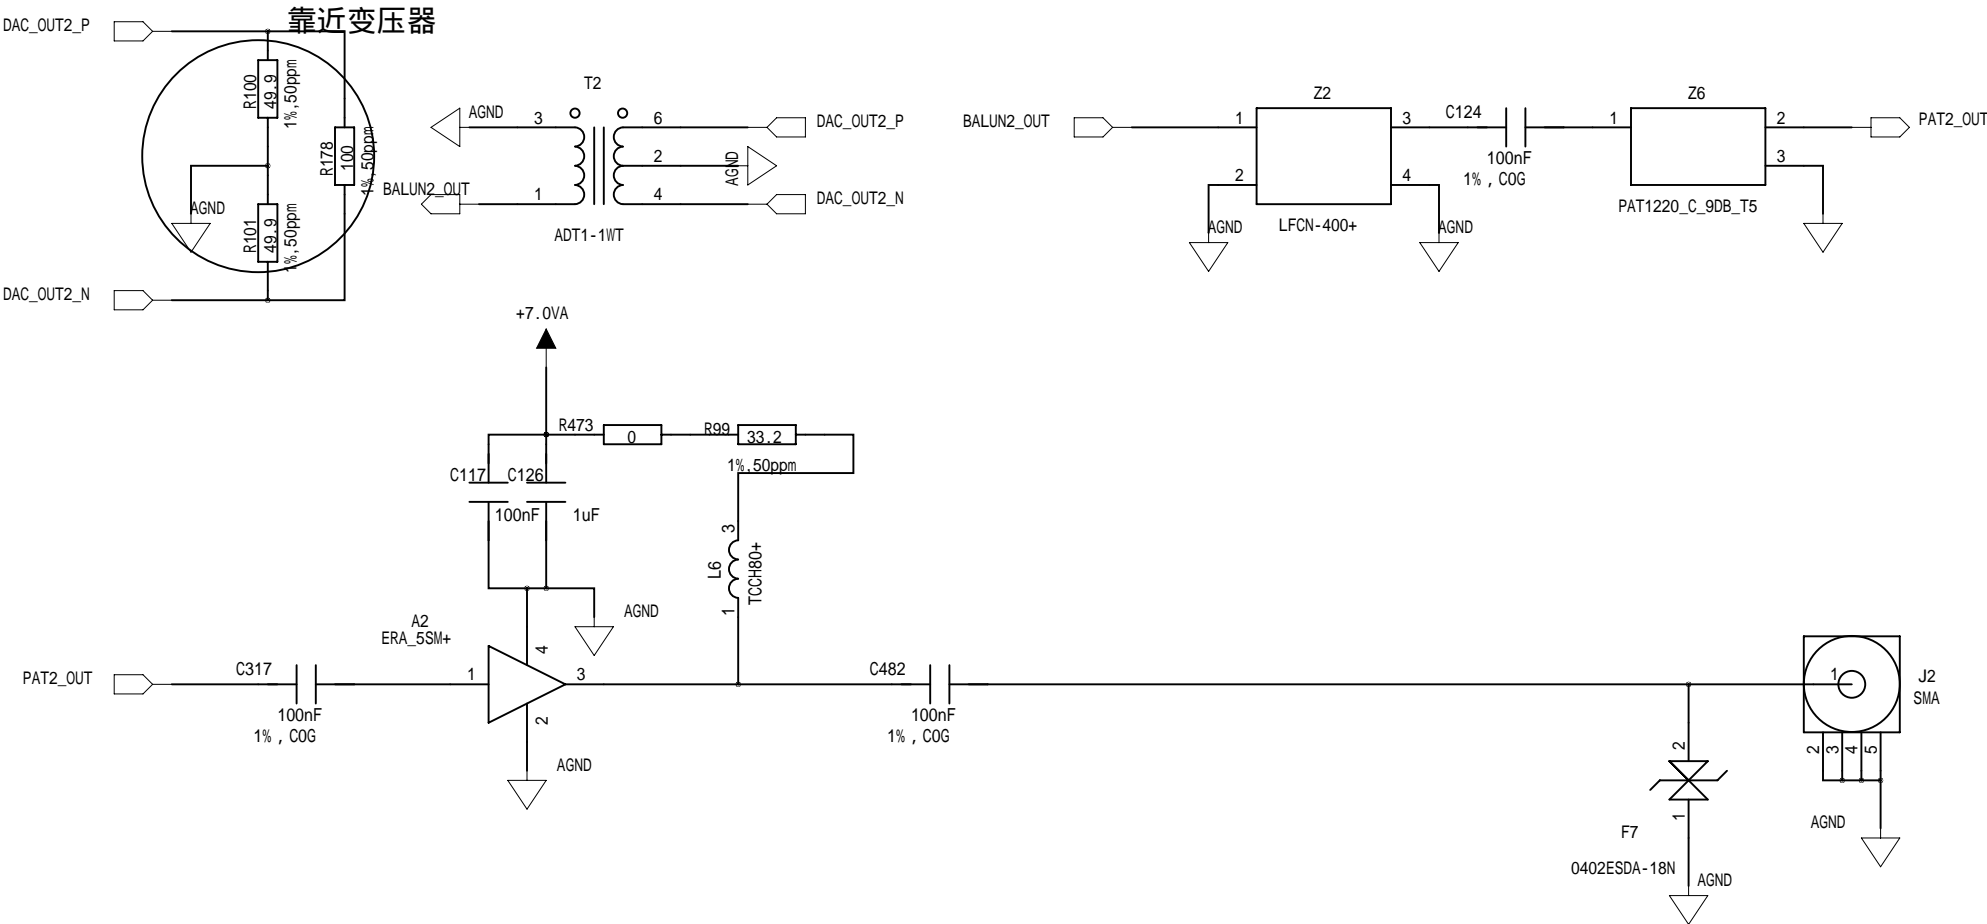 靠近变压器
DAC_OUT2_P
R100
49.9
1%,50ppm
R178
100
1%,50ppm
AGND
R101
49.9
1%,50ppm
DAC_OUT2_N
T2
AGND
3
6
DAC_OUT2_P
2
AGND
BALUN2_OUT
1
4
DAC_OUT2_N
ADT1-1WT
BALUN2_OUT
Z2
1
3
2
4
AGND
LFCN-400+
AGND
C124
100nF
1% , COG
Z6
1
2
3
PAT2_OUT
PAT1220_C_9DB_T5
+7.0VA
R473
0
R99
33.2
1%,50ppm
C117
C126
100nF
1uF
3
L6
TCCH80+
1
AGND
A2
ERA_5SM+
4
PAT2_OUT
C317
100nF
1% , COG
1
3
2
AGND
C482
100nF
1% , COG
1
J2
SMA
2
3
4
5
AGND
2
1
F7
0402ESDA-18N
AGND